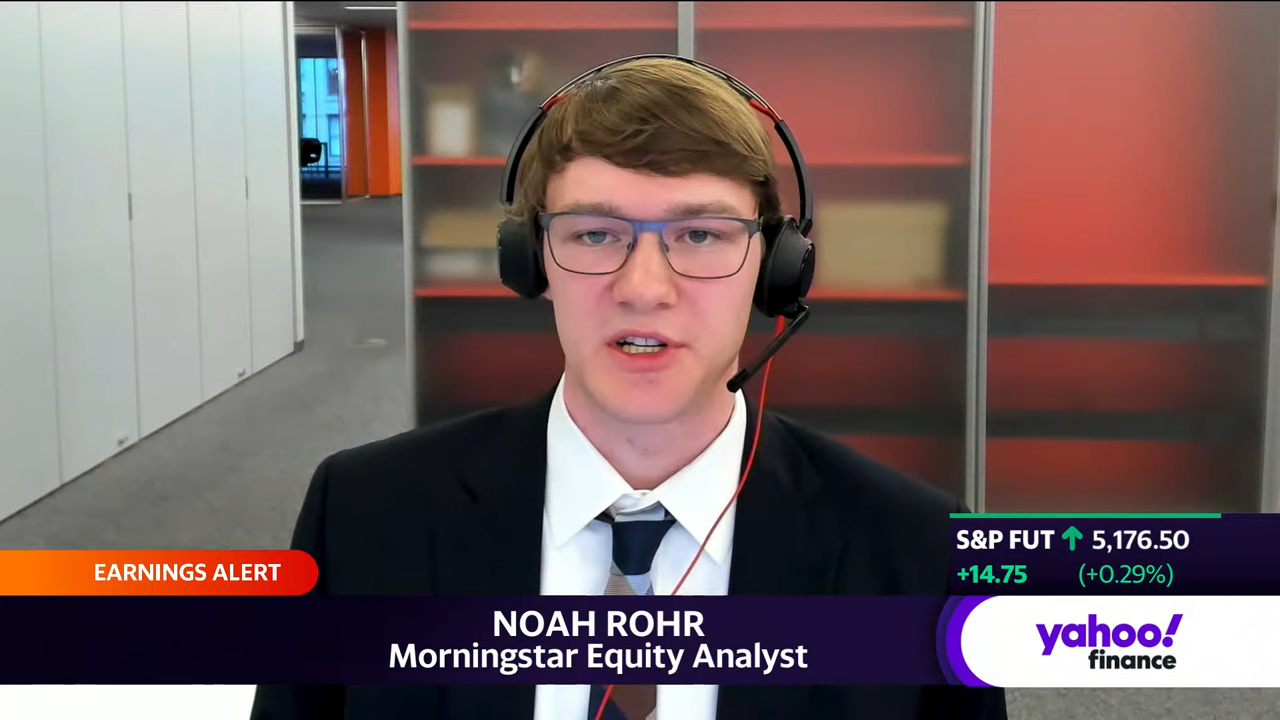 S&P FUT ↑ 5,176.50
+14.75 (+0.29%)
EARNINGS ALERT
NOAH ROHR
Morningstar Equity Analyst
yahoo!
finance